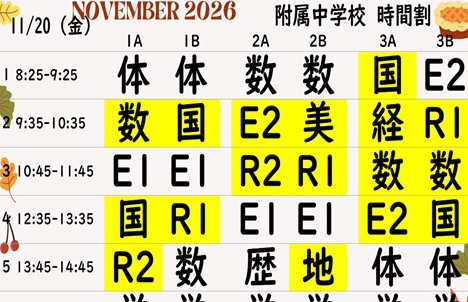 NOVEMBER 2026
11/20 (金) 附属中学校 時間割
1A 1B 2A 2B 3A 3B
1 8:25-9:25 体 体 数 数 国 E2
2 9:35-10:35 数 国 E2 美 経 R1
3 10:45-11:45 E1 E1 R2 R1 数 数
4 12:35-13:35 国 R1 E1 E1 E2 国
5 13:45-14:45 R2 数 歴 地 体 体